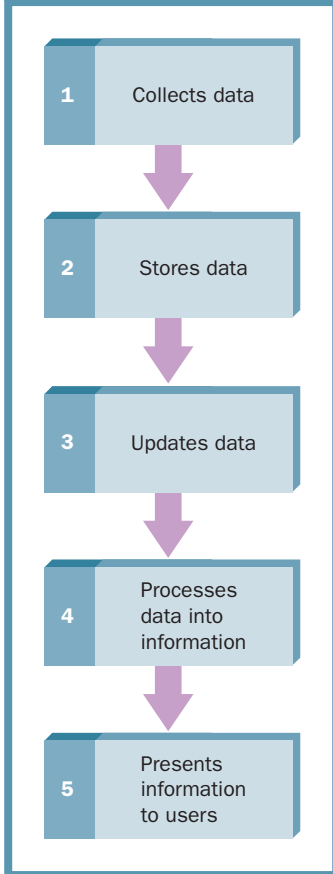 1
Collects data
2
Stores data
3
Updates data
4
Processes
data into
information
5
Presents
information
to users